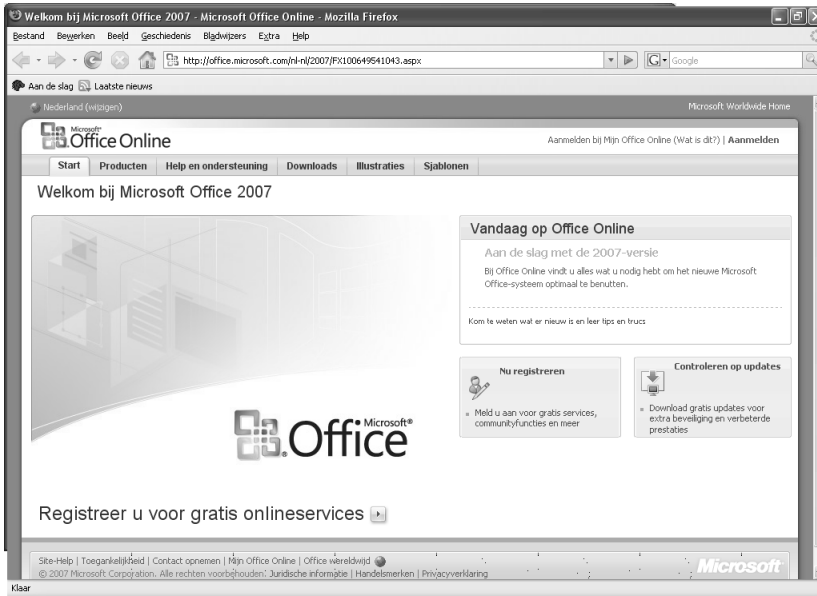 Welkom bij Microsoft Office 2007 - Microsoft Office Online - Mozilla Firefox
Bestand Bewerken Beeld Geschiedenis Bladwijzers Extra Help
http://office.microsoft.com/nl-nl/2007/FX100649541043.aspx
G Google
Aan de slag Laatste nieuws
Nederland (wijzigen) Microsoft Worldwide Home
Microsoft®
Office Online
Aanmelden bij Mijn Office Online (Wat is dit?) | Aanmelden
Start Producten Help en ondersteuning Downloads Illustraties Sjablonen
Welkom bij Microsoft Office 2007
Vandaag op Office Online
Aan de slag met de 2007-versie
Bij Office Online vindt u alles wat u nodig hebt om het nieuwe Microsoft
Office-systeem optimaal te benutten.
Kom te weten wat er nieuw is en leer tips en trucs
Nu registreren
Meld u aan voor gratis services,
communityfuncties en meer
Controleren op updates
Download gratis updates voor
extra beveiliging en verbeterde
prestaties
Microsoft®
Office
Registreer u voor gratis onlineservices
Site-Help | Toegankelijkheid | Contact opnemen | Mijn Office Online | Office wereldwijd
© 2007 Microsoft Corporation. Alle rechten voorbehouden. Juridische informatie | Handelsmerken | Privacyverklaring
Microsoft
Klaar